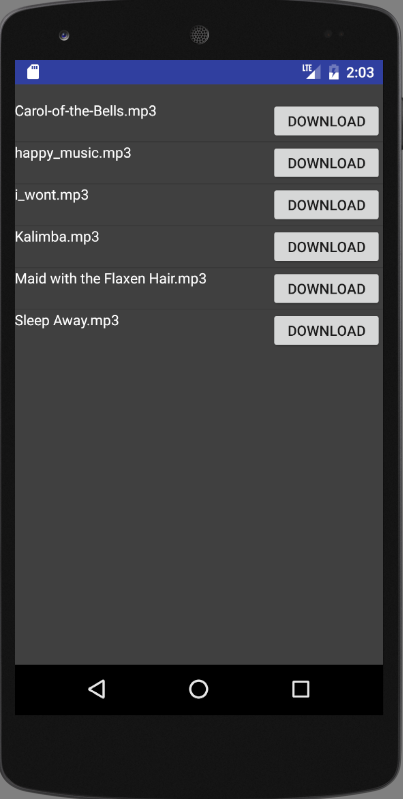 LTE 2:03
Carol-of-the-Bells.mp3 DOWNLOAD
happy_music.mp3 DOWNLOAD
i_wont.mp3 DOWNLOAD
Kalimba.mp3 DOWNLOAD
Maid with the Flaxen Hair.mp3 DOWNLOAD
Sleep Away.mp3 DOWNLOAD